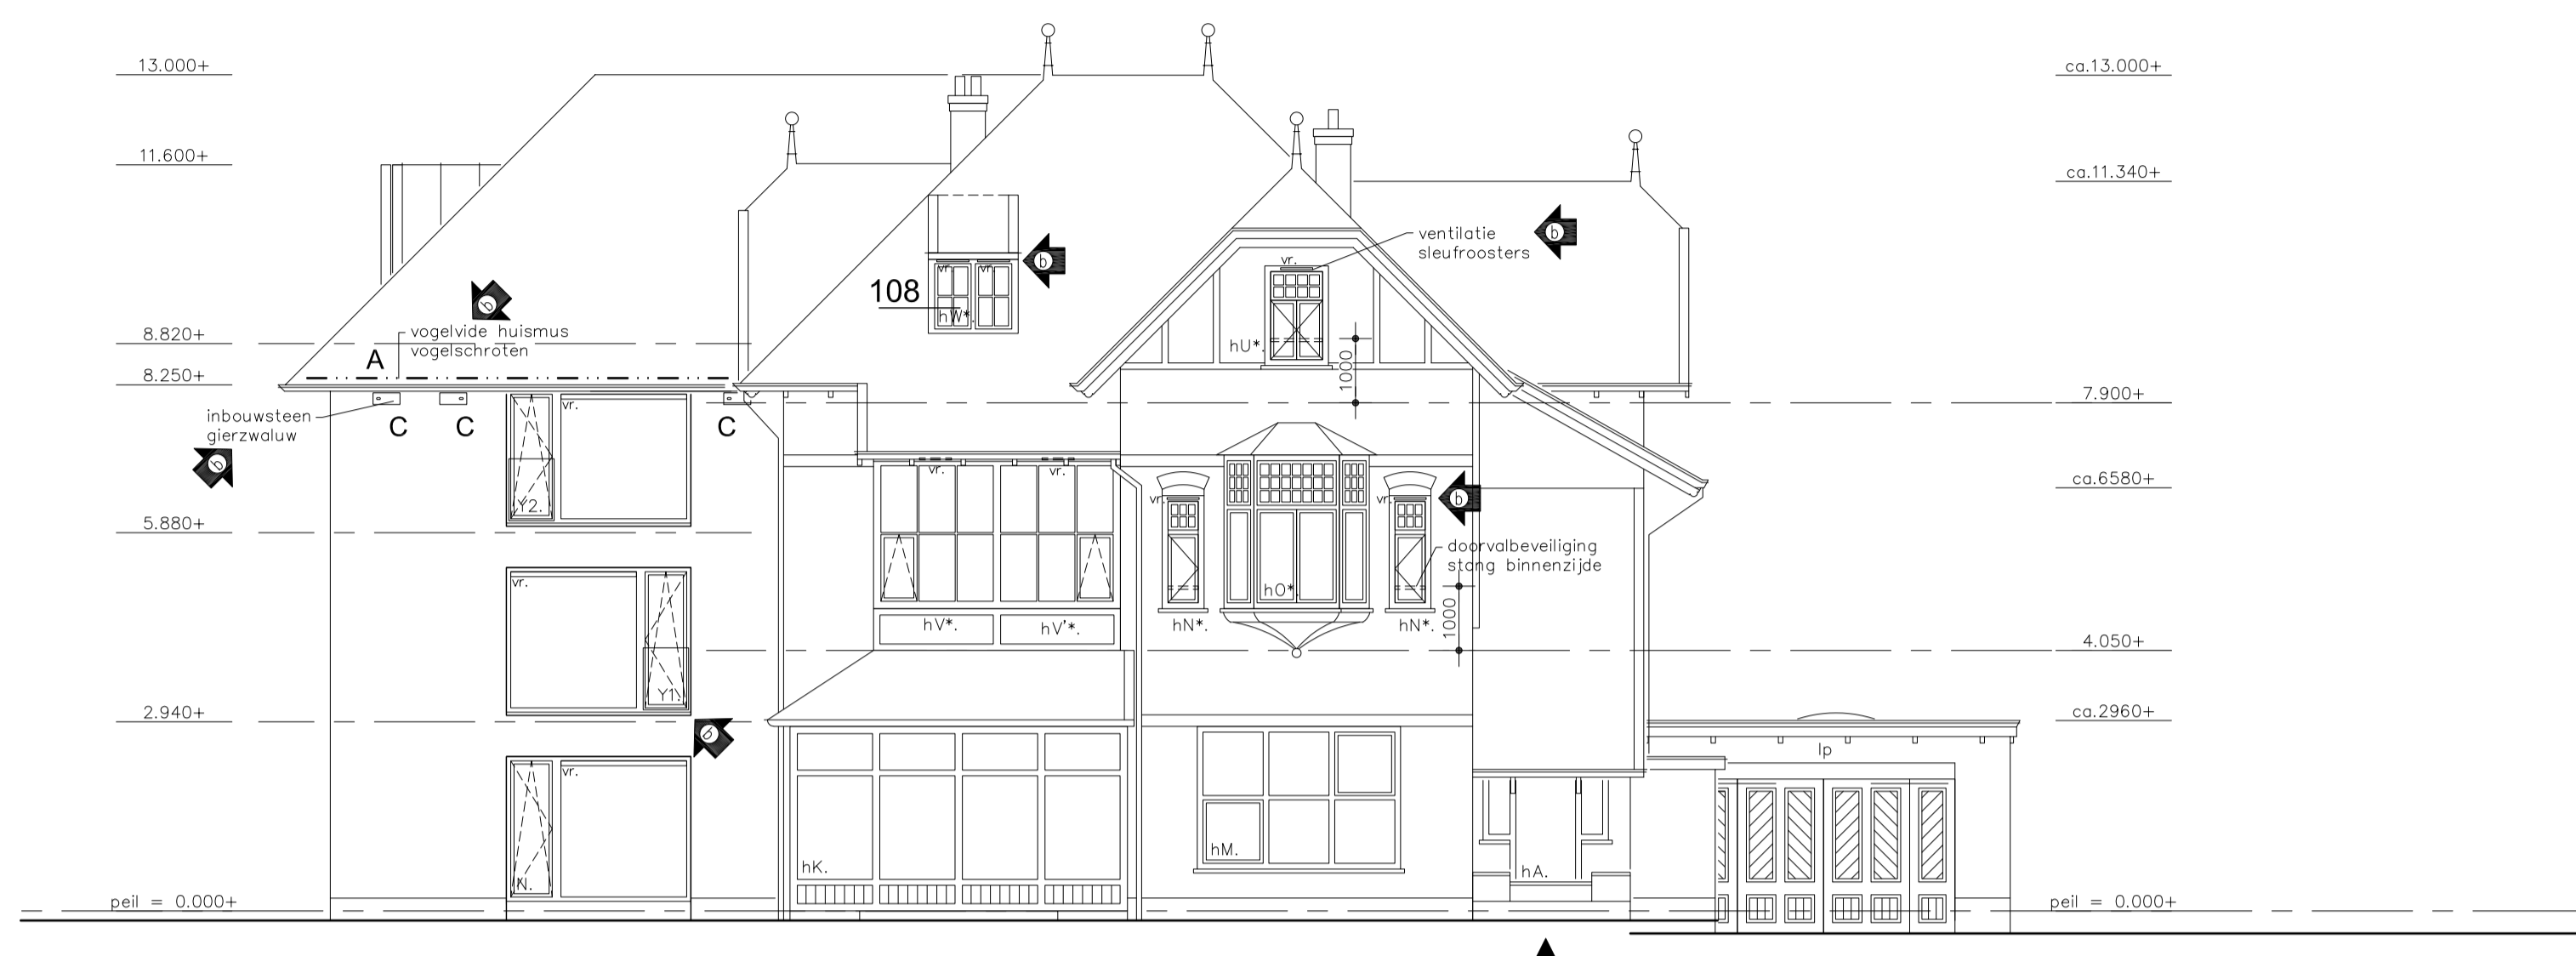 13.000+
ca.13.000+
11.600+
ca.11.340+
ventilatie
sleufroosters
b
b
vr.
vr.
vr.
108
hW*.
b
vogelvide huismus
vogelschroten
8.820+
hU*.
A
1000
8.250+
7.900+
inbouwsteen
gierzwaluw
C
C
C
vr.
b
vr.
vr.
ca.6580+
vr.
vr.
b
Y2.
5.880+
doorvalbeveiliging
stang binnenzijde
vr.
hO*.
1000
hV*.
hV'*.
hN*.
hN*.
4.050+
Y1.
2.940+
ca.2960+
b
lp
vr.
hM.
hK.
hA.
N.
peil = 0.000+
peil = 0.000+